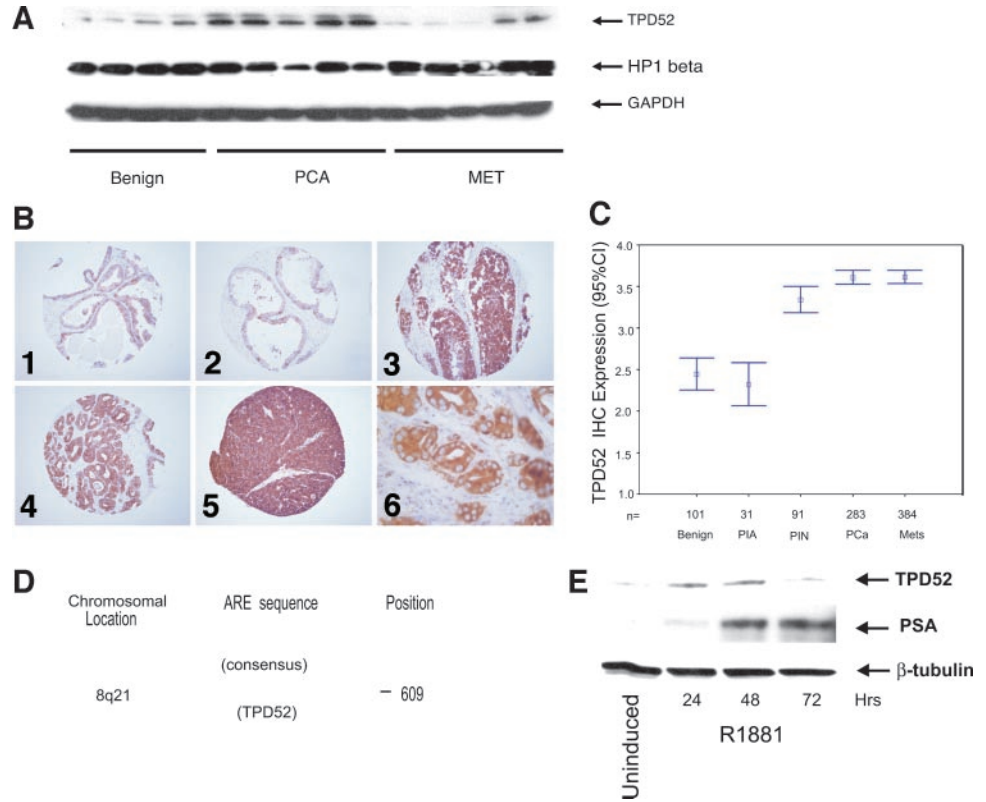 A
TPD52
HP1 beta
GAPDH
Benign PCA MET
B
1 2 3
4 5 6
C
TPD52 IHC Expression (95%CI)
4.0
3.5
3.0
2.5
2.0
1.5
1.0
n= 101 31 91 283 384
Benign PIA PIN PCa Mets
D
Chromosomal Location ARE sequence Position
(consensus)
8q21 − 609
(TPD52)
E
TPD52
PSA
β-tubulin
Uninduced 24 48 72 Hrs
R1881